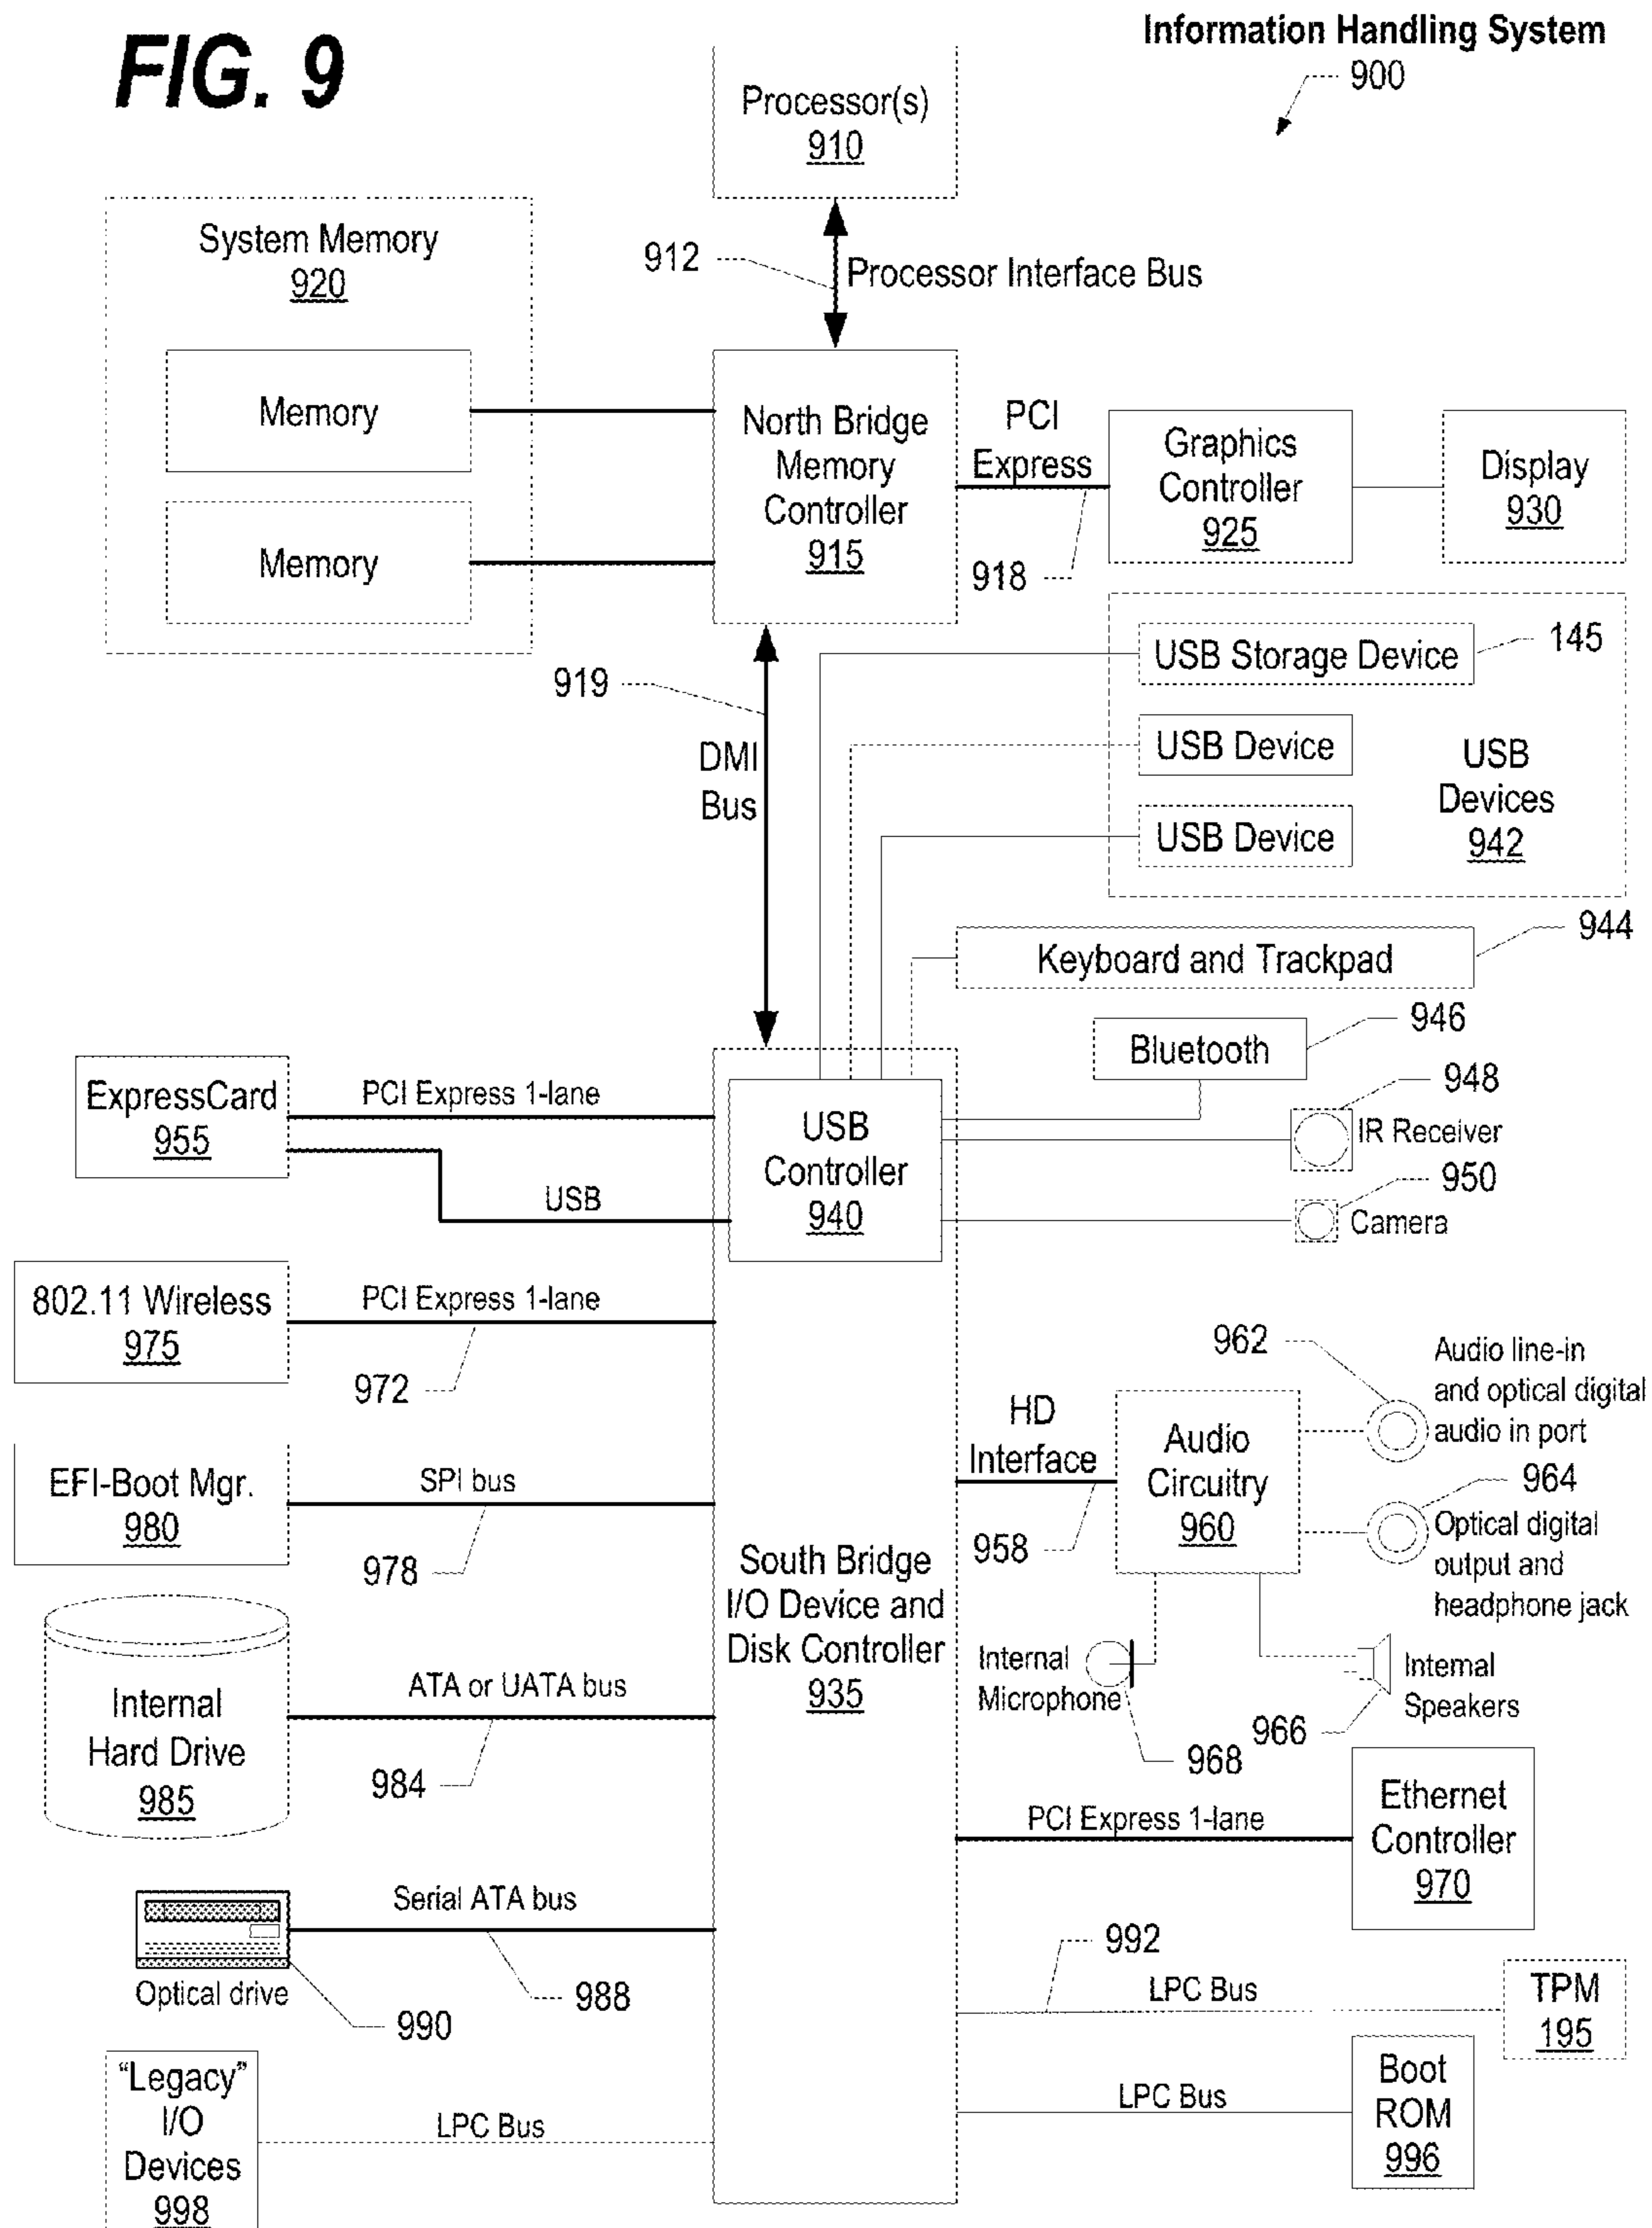 FIG. 9
Information Handling System
900
Processor(s)
910
System Memory
920
912
Processor Interface Bus
Memory
Memory
North Bridge
Memory
Controller
915
PCI
Express
918
Graphics
Controller
925
Display
930
919
DMI
Bus
USB Storage Device
145
USB Device
USB Device
USB
Devices
942
944
Keyboard and Trackpad
946
Bluetooth
948
IR Receiver
950
Camera
ExpressCard
955
PCI Express 1-lane
USB
USB
Controller
940
802.11 Wireless
975
PCI Express 1-lane
972
962
Audio line-in
and optical digital
audio in port
HD
Interface
958
Audio
Circuitry
960
964
Optical digital
output and
headphone jack
EFI-Boot Mgr.
980
SPI bus
978
South Bridge
I/O Device and
Disk Controller
935
Internal
Microphone
968
Internal
Speakers
966
Internal
Hard Drive
985
ATA or UATA bus
984
PCI Express 1-lane
Ethernet
Controller
970
Serial ATA bus
988
Optical drive
990
992
LPC Bus
TPM
195
"Legacy"
I/O
Devices
998
LPC Bus
LPC Bus
Boot
ROM
996